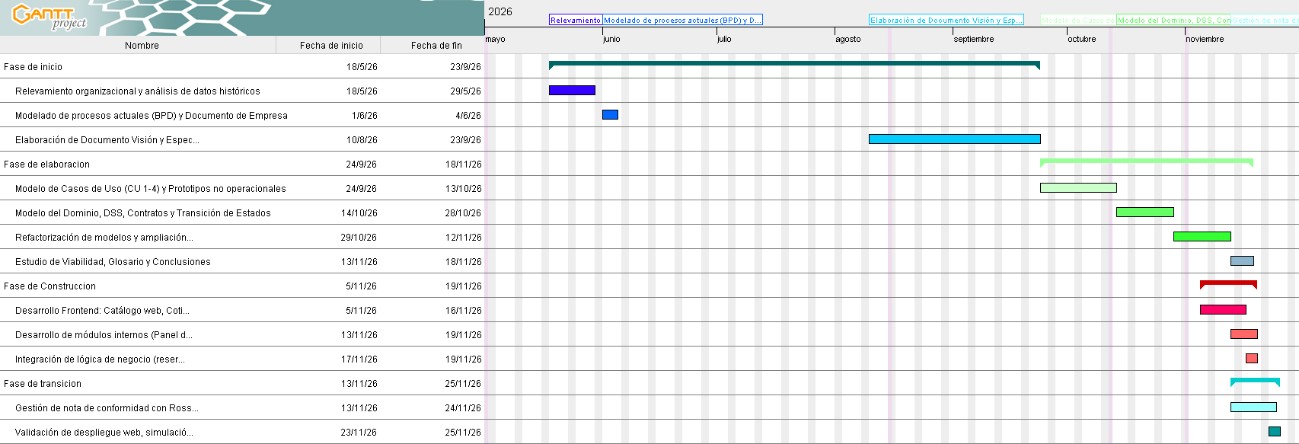 GANTT
project
2026
Relevamiento
Modelado de procesos actuales (BPD) y D...
Elaboración de Documento Visión y Esp...
Modelo del Dominio, DSS, Con
Nombre Fecha de inicio Fecha de fin
mayo junio julio agosto septiembre octubre noviembre
Fase de inicio 18/5/26 23/9/26
Relevamiento organizacional y análisis de datos históricos 18/5/26 29/5/26
Modelado de procesos actuales (BPD) y Documento de Empresa 1/6/26 4/6/26
Elaboración de Documento Visión y Espec... 10/8/26 23/9/26
Fase de elaboracion 24/9/26 18/11/26
Modelo de Casos de Uso (CU 1-4) y Prototipos no operacionales 24/9/26 13/10/26
Modelo del Dominio, DSS, Contratos y Transición de Estados 14/10/26 28/10/26
Refactorización de modelos y ampliación... 29/10/26 12/11/26
Estudio de Viabilidad, Glosario y Conclusiones 13/11/26 18/11/26
Fase de Construccion 5/11/26 19/11/26
Desarrollo Frontend: Catálogo web, Coti... 5/11/26 16/11/26
Desarrollo de módulos internos (Panel d... 13/11/26 19/11/26
Integración de lógica de negocio (reser... 17/11/26 19/11/26
Fase de transicion 13/11/26 25/11/26
Gestión de nota de conformidad con Ross... 13/11/26 24/11/26
Validación de despliegue web, simulació... 23/11/26 25/11/26